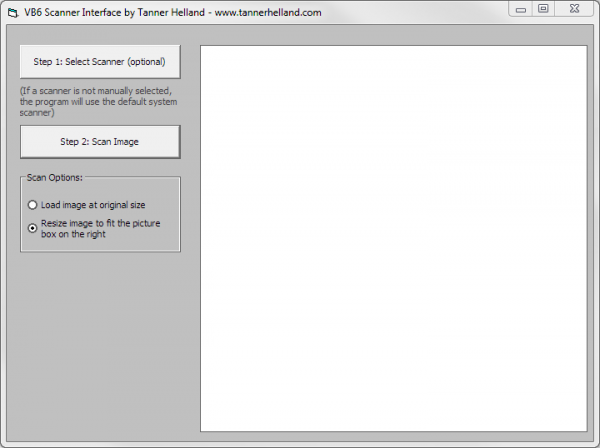 VB6 Scanner Interface by Tanner Helland - www.tannerhelland.com
Step 1: Select Scanner (optional)
(If a scanner is not manually selected,
the program will use the default system
scanner)
Step 2: Scan Image
Scan Options:
Load image at original size
Resize image to fit the picture
box on the right